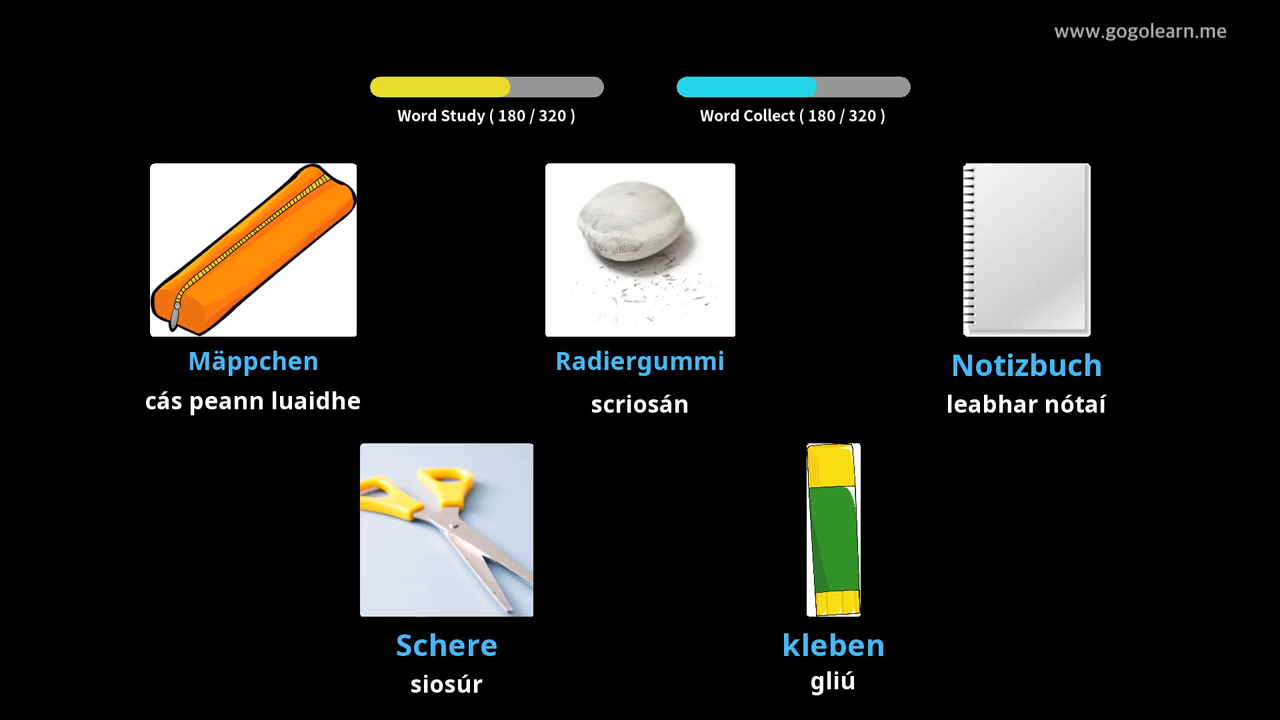 www.gogolearn.me
Word Study ( 180 / 320 )
Word Collect ( 180 / 320 )
Mäppchen
cás peann luaidhe
Radiergummi
scriosán
Notizbuch
leabhar nótaí
Schere
siosúr
kleben
gliú